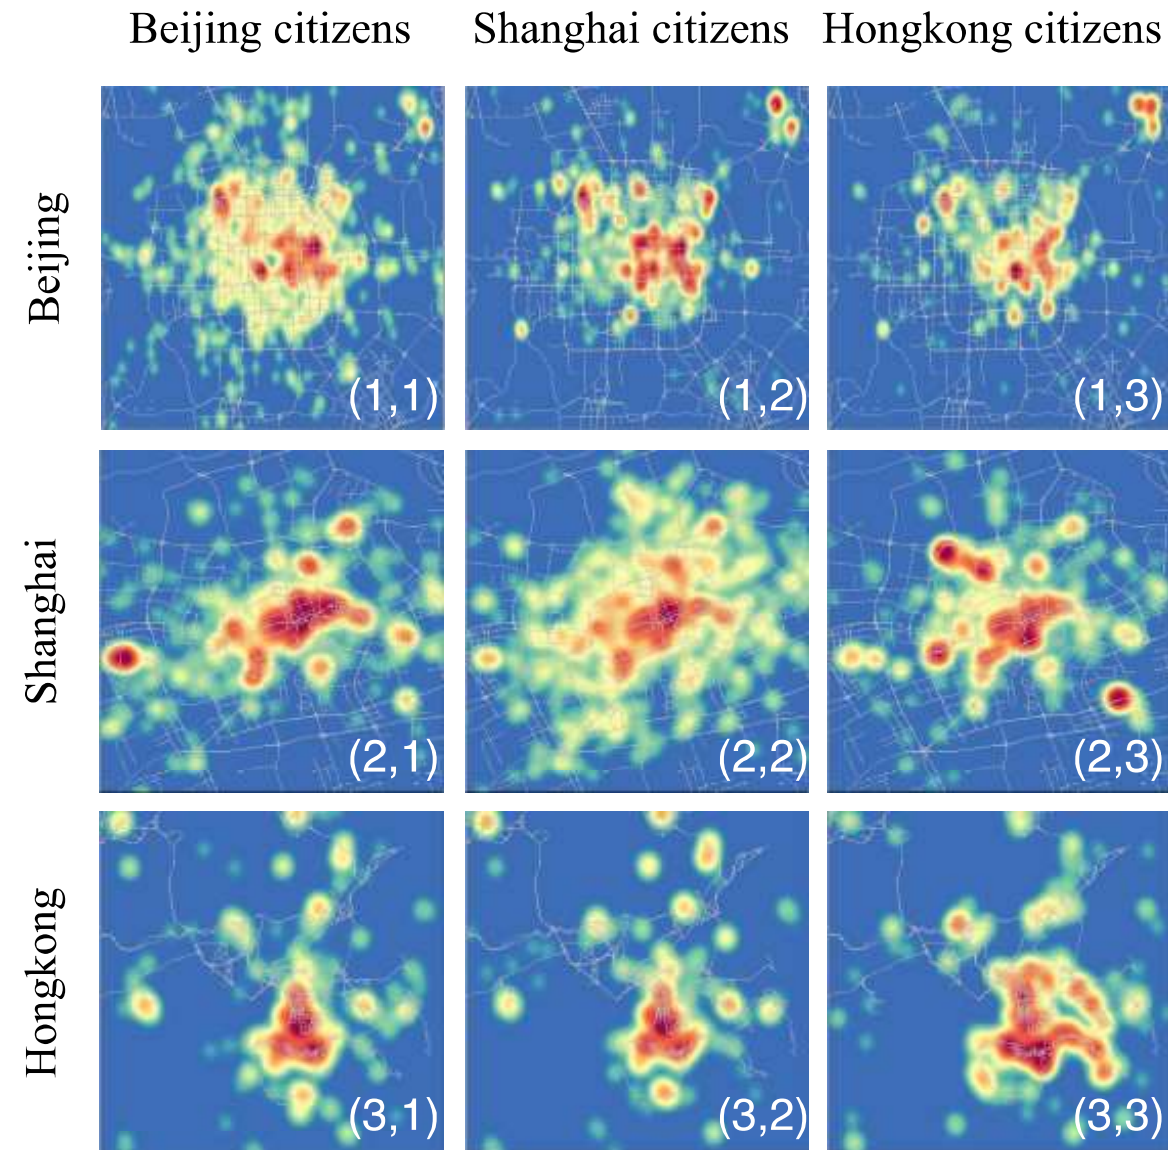 Beijing citizens Shanghai citizens Hongkong citizens
Beijing
(1,1) (1,2) (1,3)
Shanghai
(2,1) (2,2) (2,3)
Hongkong
(3,1) (3,2) (3,3)